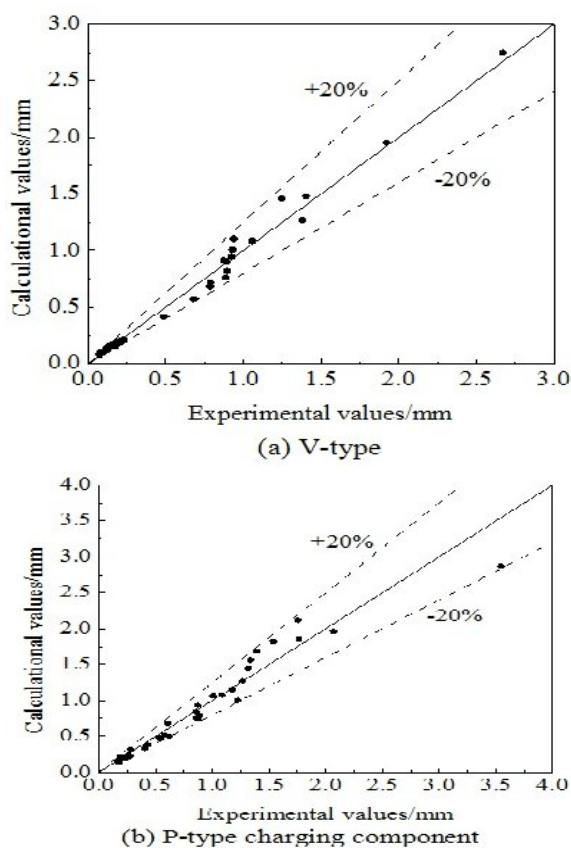 3.0
+20%
2.5
2.0
-20%
1.5
1.0
0.5
0.0
0.0 0.5 1.0 1.5 2.0 2.5 3.0
Calculational values/mm
Experimental values/mm
(a) V-type
4.0
3.5
+20%
3.0
2.5
-20%
2.0
1.5
1.0
0.5
0.0
0.0 0.5 1.0 1.5 2.0 2.5 3.0 3.5 4.0
Calculational values/mm
Experimental values/mm
(b) P-type charging component